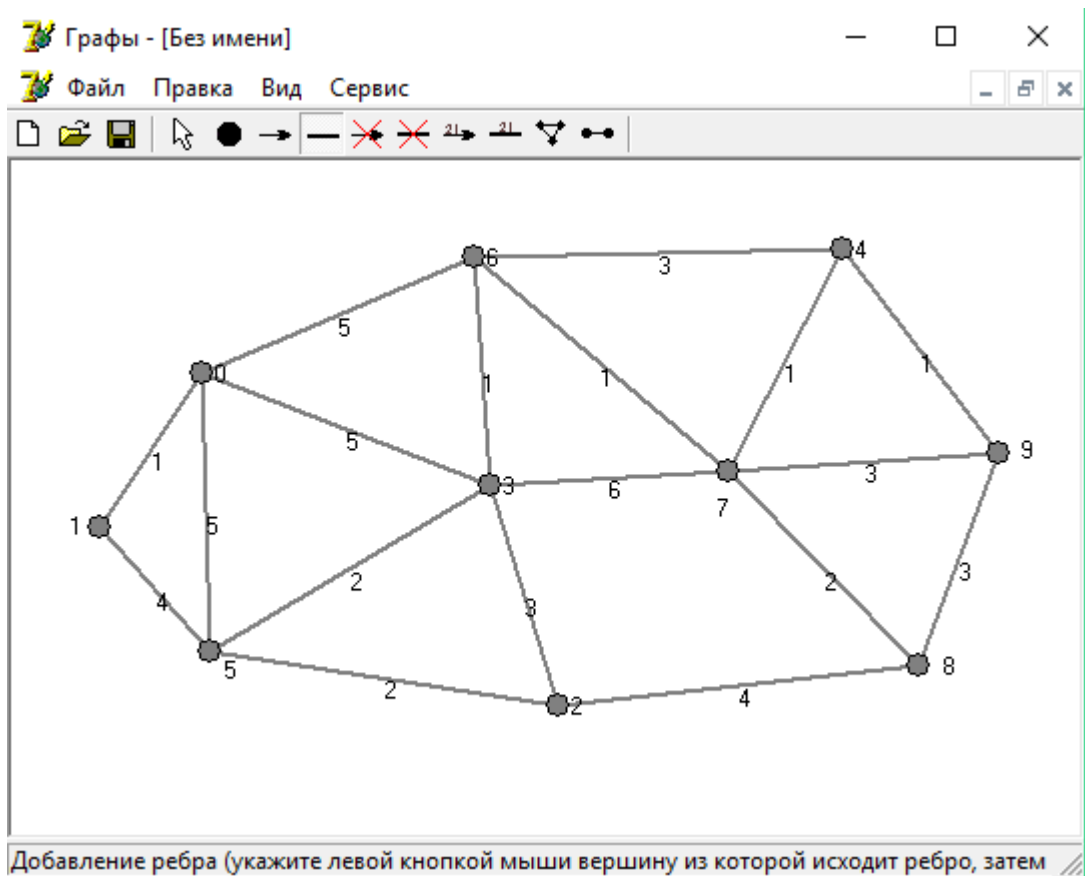 Графы - [Без имени]
Файл Правка Вид Сервис
21 21
6 3 4
5
0 1 1 1 1
5
1 3 6 3 9
1 5 7
4 2 3 2 3
5 2 2 4 8
Добавление ребра (укажите левой кнопкой мыши вершину из которой исходит ребро, затем